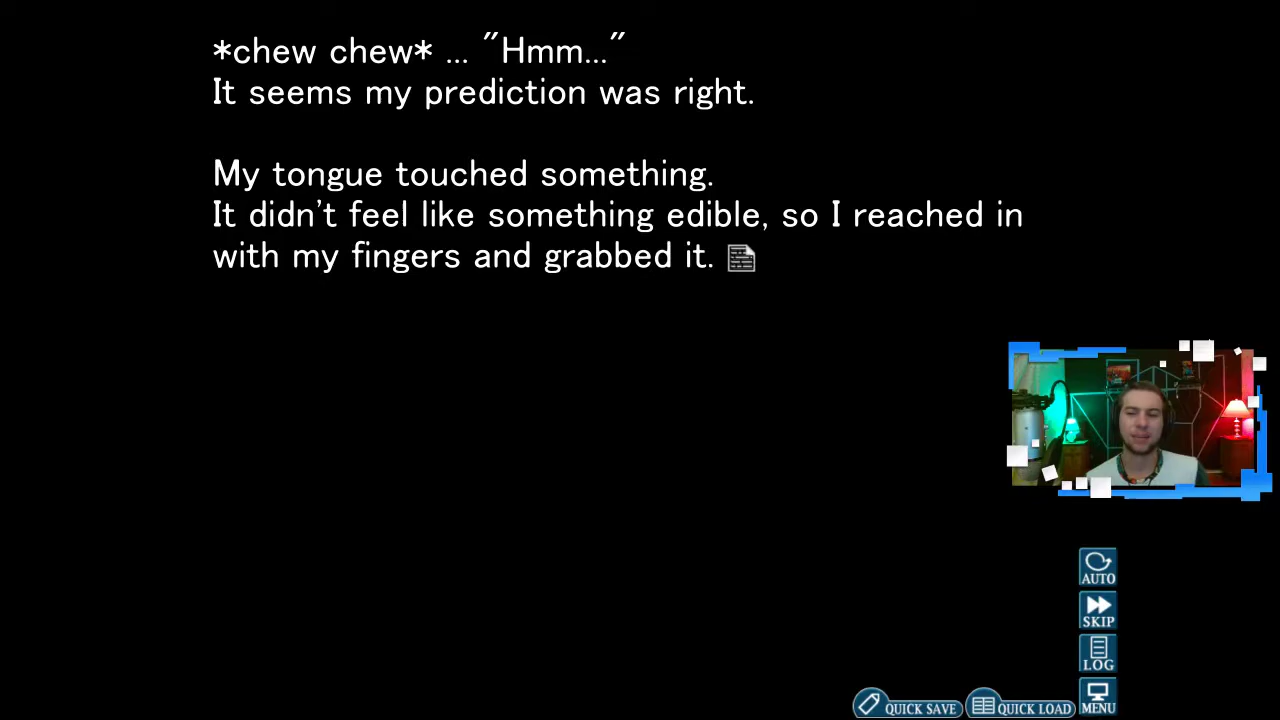 *chew chew* ... "Hmm..."
It seems my prediction was right.
My tongue touched something.
It didn't feel like something edible, so I reached in
with my fingers and grabbed it.
AUTO
SKIP
LOG
MENU
QUICK SAVE
QUICK LOAD